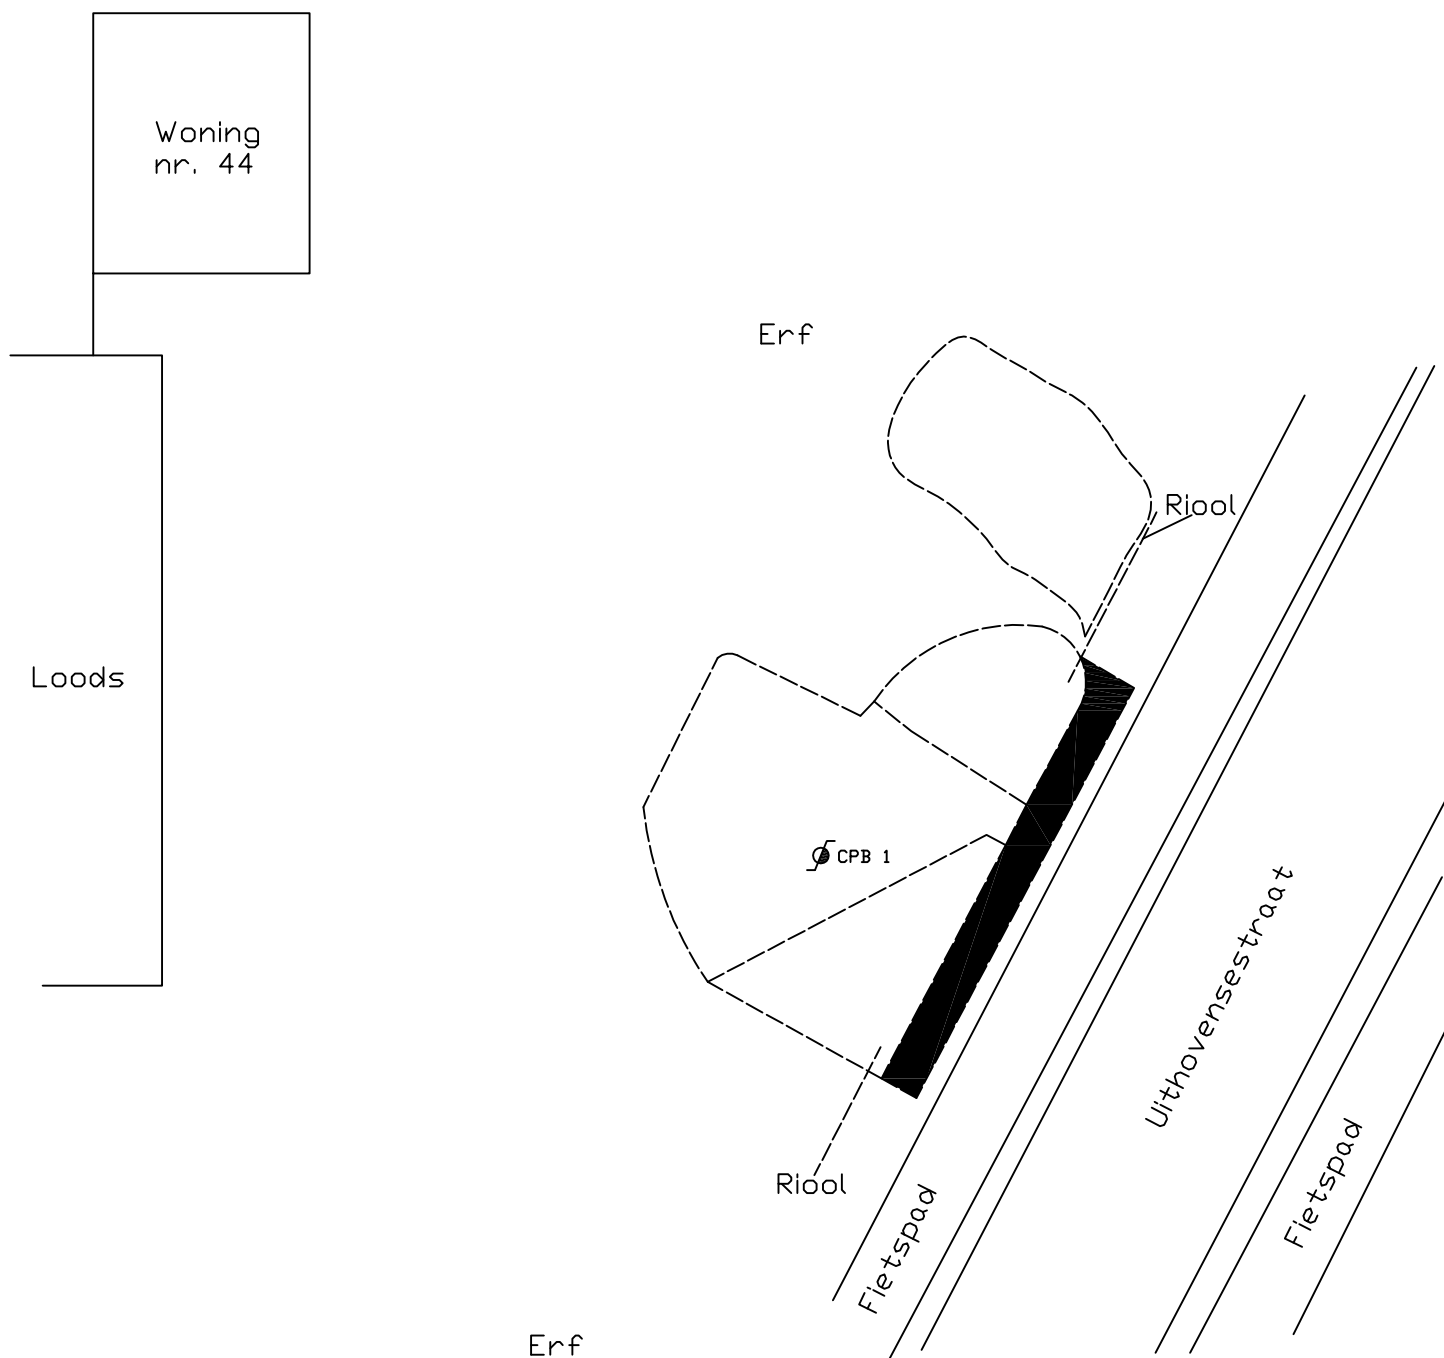 Woning
nr. 44
Erf
Riool
Loods
CPB 1
Uithovensestraat
Fietspad
Riool
Fietspad
Erf